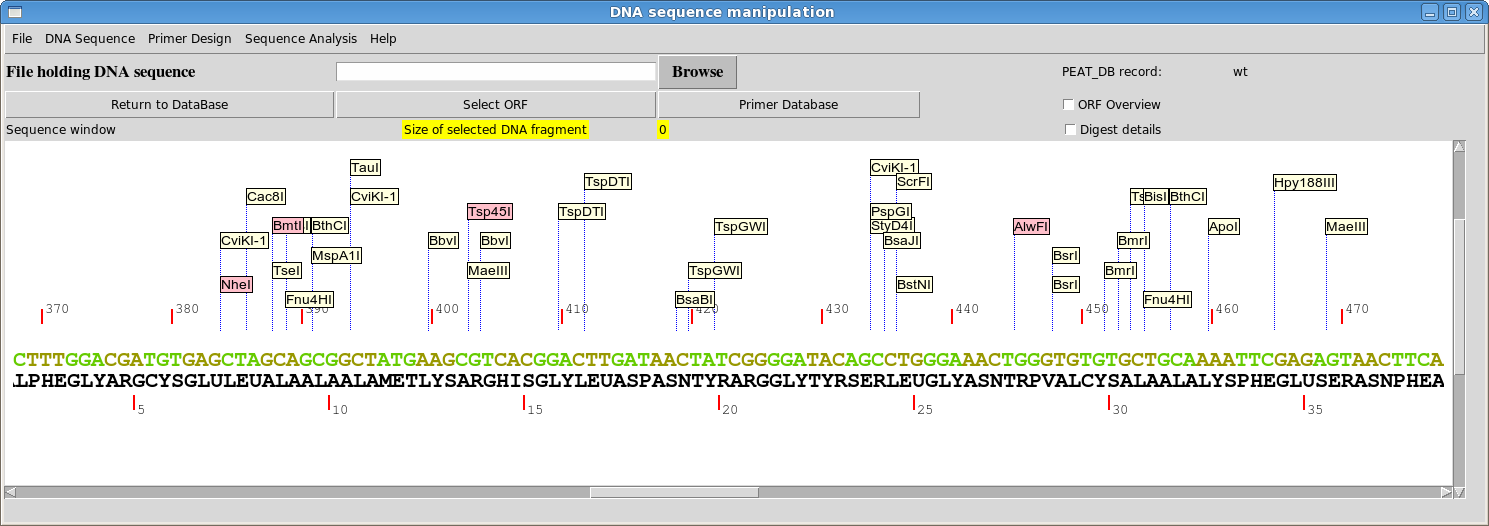 DNA sequence manipulation
File DNA Sequence Primer Design Sequence Analysis Help
File holding DNA sequence Browse PEAT_DB record: wt
Return to DataBase Select ORF Primer Database ORF Overview
Sequence window Size of selected DNA fragment 0 Digest details
TauI CviKI-1
TspDTI ScrFI Hpy188III
Cac8I CviKI-1 Ts BisI BthCI
Tsp45I TspDTI PspGI
BmtI I BthCI TspGWI StyD4I AlwFI ApoI MaeIII
CviKI-1 BbvI BbvI BsaJI BmrI
MspA1I BsrI
TseI MaeIII TspGWI BmrI
NheI BstNI BsrI
Fnu4HI BsaBI Fnu4HI
370 380 390 400 410 420 430 440 450 460 470
CTTTGGACGATGTGAGCTAGCAGCGGCTATGAAGCGTCACGGACTTGATAACTATCGGGGATACAGCCTGGGAAACTGGGTGTGTGCTGCAAAATTCGAGAGTAACTTCA
LPHEGLYARGCYSGLULEUALAALAALAMETLYSARGHISGLYLEUASPASNTYRARGGLYTYRSERLEUGLYASNTRPVALCYSALAALALYSPHEGLUSERASNPHEA
5 10 15 20 25 30 35